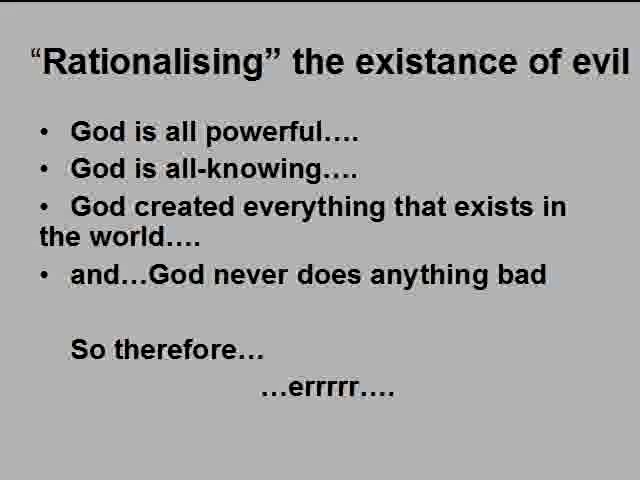 “Rationalising” the existance of evil
• God is all powerful….
• God is all-knowing….
• God created everything that exists in
the world….
• and…God never does anything bad
So therefore…
…errrrr….